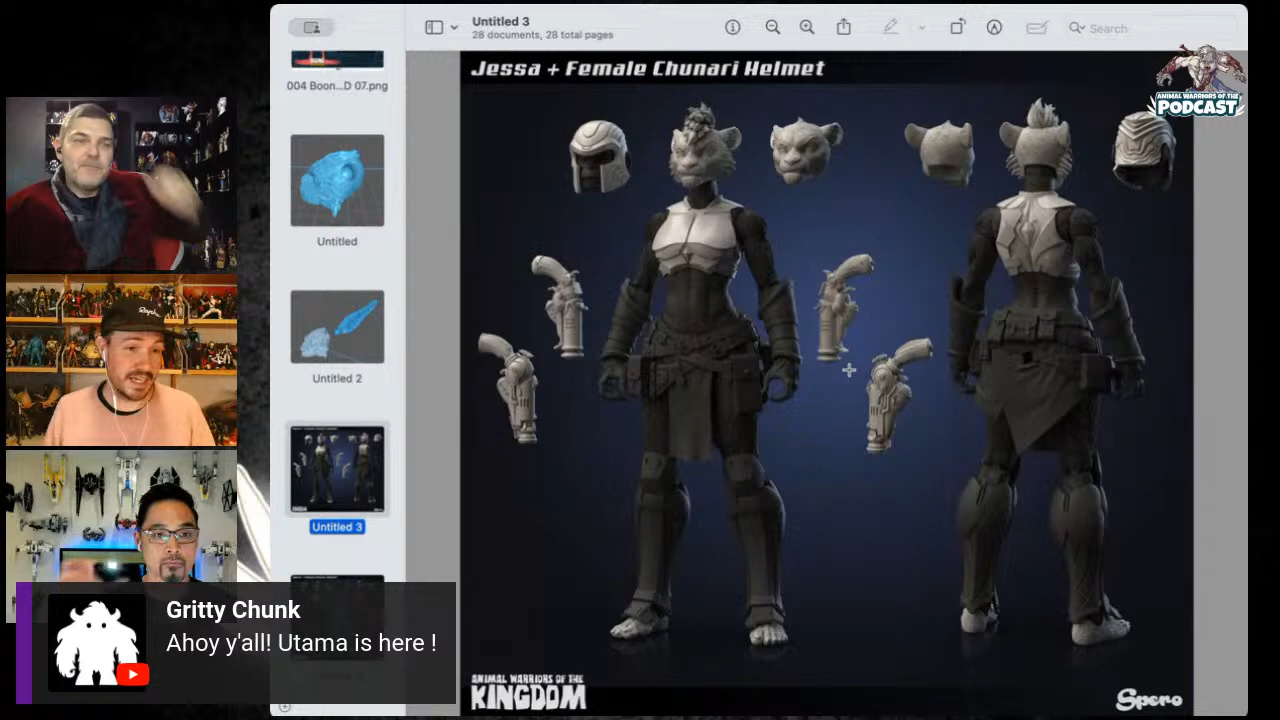 Untitled 3
28 documents, 28 total pages
Search
004 Boon...D 07.png
Untitled
Untitled 2
Untitled 3
Jessa + Female Chunari Helmet
ANIMAL WARRIORS OF THE
PODCAST
Gritty Chunk
Ahoy y'all! Utama is here !
ANIMAL WARRIORS OF THE
KINGDOM
Spero